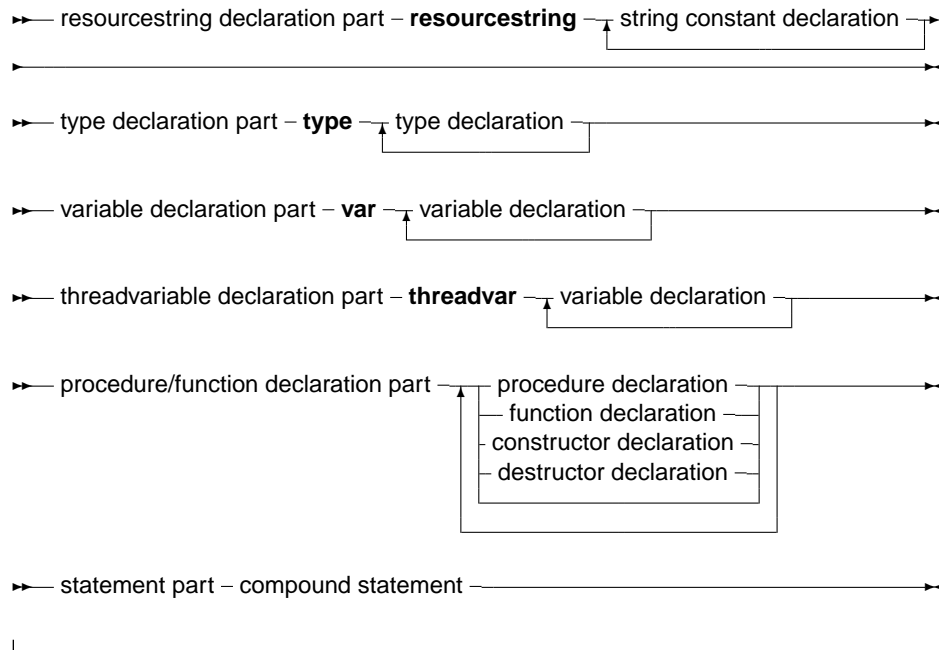 resourcestring declaration part – resourcestring string constant declaration
type declaration part – type type declaration
variable declaration part – var variable declaration
threadvariable declaration part – threadvar variable declaration
procedure/function declaration part procedure declaration
function declaration
constructor declaration
destructor declaration
statement part – compound statement